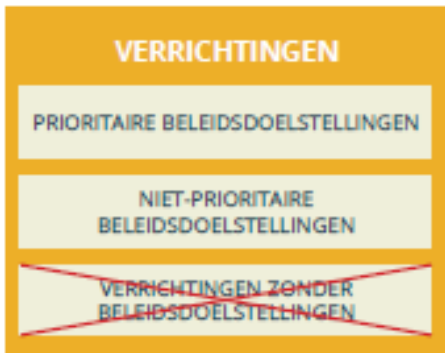 VERRICHTINGEN
PRIORITAIRE BELEIDSDOELSTELLINGEN
NIET-PRIORITAIRE
BELEIDSDOELSTELLINGEN
VERRICHTINGEN ZONDER
BELEIDSDOELSTELLINGEN